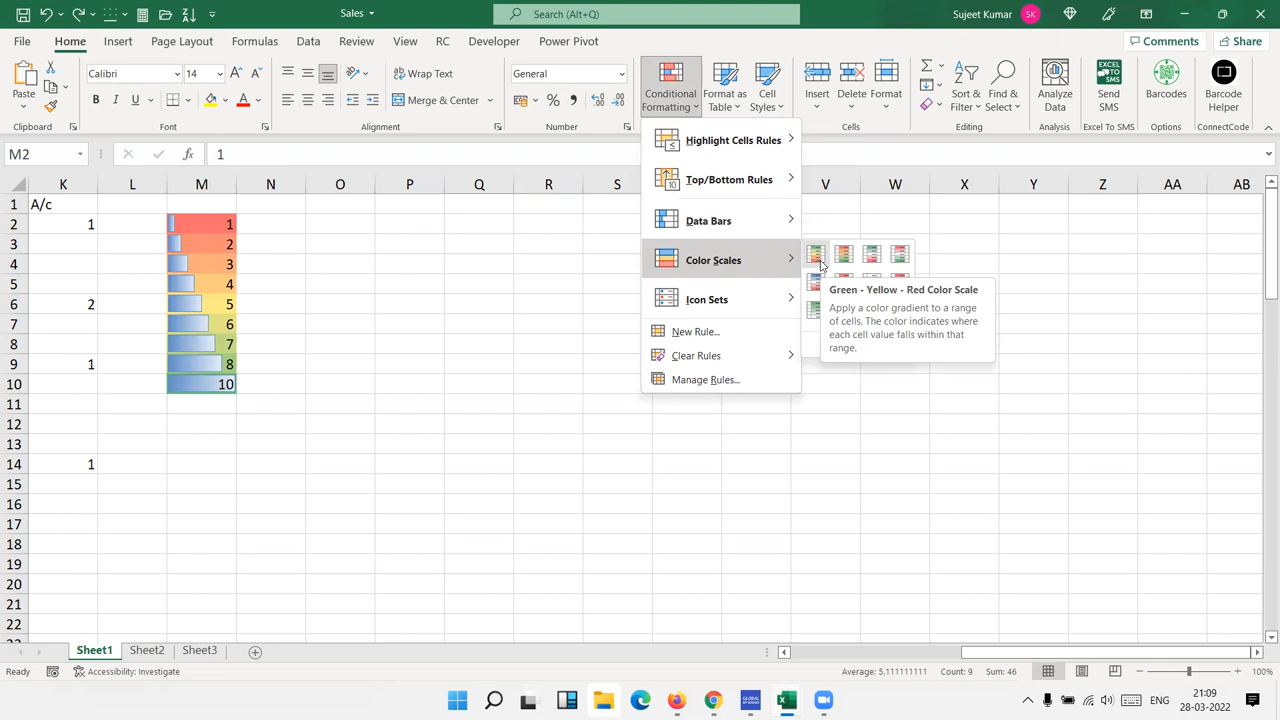 Sales
Search (Alt+Q)
Sujeet Kumar
SK
File
Home
Insert
Page Layout
Formulas
Data
Review
View
RC
Developer
Power Pivot
Comments
Share
Paste
Calibri
14
B I U
Wrap Text
Merge & Center
General
Conditional
Formatting
Format as
Table
Cell
Styles
Insert
Delete
Format
Sort &
Filter
Find &
Select
Analyze
Data
Send
SMS
Barcodes
Barcode
Helper
Clipboard
Font
Alignment
Number
Cells
Editing
Analysis
Excel To SMS
Options
ConnectCode
M2
fx
1
K L M N O P Q R S V W X Y Z AA AB
1 A/c
2 1 1
3 2
4 3
5 4
6 2 5
7 6
8 7
9 1 8
10 10
11
12
13
14 1
15
16
17
18
19
20
21
22
Highlight Cells Rules
Top/Bottom Rules
Data Bars
Color Scales
Icon Sets
New Rule...
Clear Rules
Manage Rules...
Green - Yellow - Red Color Scale
Apply a color gradient to a range
of cells. The color indicates where
each cell value falls within that
range.
Sheet1
Sheet2
Sheet3
Ready
Accessibility: Investigate
Average: 5.111111111
Count: 9
Sum: 46
100%
ENG
21:09
28-03-2022